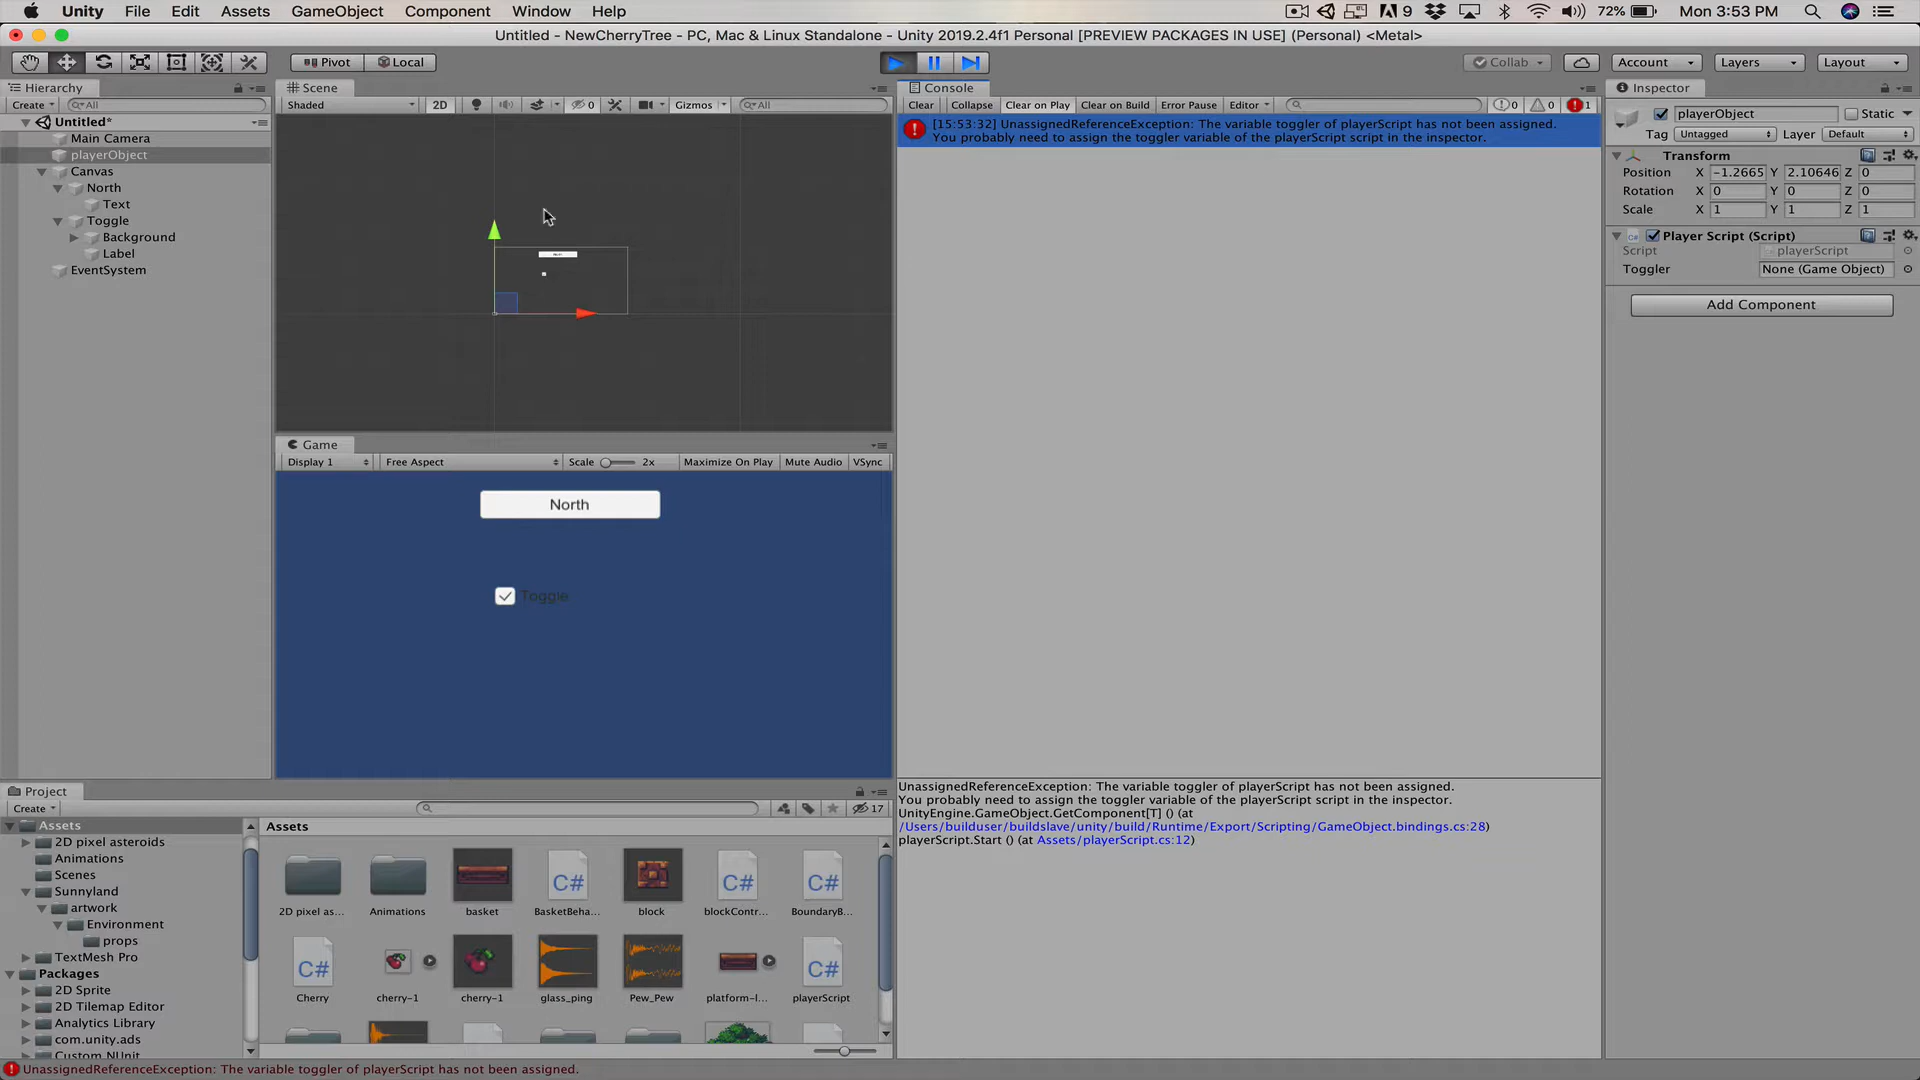 Unity File Edit Assets GameObject Component Window Help 9 72% Mon 3:53 PM
Untitled - NewCherryTree - PC, Mac & Linux Standalone - Unity 2019.2.4f1 Personal [PREVIEW PACKAGES IN USE] (Personal) <Metal>
Pivot Local Collab Account Layers Layout
Hierarchy
Create All
Untitled*
Main Camera
playerObject
Canvas
North
Text
Toggle
Background
Label
EventSystem
Scene
Shaded 2D 0 Gizmos All
North
Game
Display 1 Free Aspect Scale 2x Maximize On Play Mute Audio VSync
North
Toggle
Console
Clear Collapse Clear on Play Clear on Build Error Pause Editor 0 0 1
[15:53:32] UnassignedReferenceException: The variable toggler of playerScript has not been assigned.
You probably need to assign the toggler variable of the playerScript script in the inspector.
UnassignedReferenceException: The variable toggler of playerScript has not been assigned.
You probably need to assign the toggler variable of the playerScript script in the inspector.
UnityEngine.GameObject.GetComponent[T] () (at
/Users/builduser/buildslave/unity/build/Runtime/Export/Scripting/GameObject.bindings.cs:28)
playerScript.Start () (at Assets/playerScript.cs:12)
Inspector
playerObject Static
Tag Untagged Layer Default
Transform
Position X -1.2665 Y 2.10646 Z 0
Rotation X 0 Y 0 Z 0
Scale X 1 Y 1 Z 1
Player Script (Script)
Script playerScript
Toggler None (Game Object)
Add Component
Project
Create 17
Assets
2D pixel asteroids
Animations
Scenes
Sunnyland
artwork
Environment
props
TextMesh Pro
Packages
2D Sprite
2D Tilemap Editor
Analytics Library
com.unity.ads
Custom NUnit
Assets
2D pixel as... Animations basket BasketBeha... block blockContr... BoundaryB...
Cherry cherry-1 cherry-1 glass_ping Pew_Pew platform-l... playerScript
C# C# C#
C# C#
UnassignedReferenceException: The variable toggler of playerScript has not been assigned.